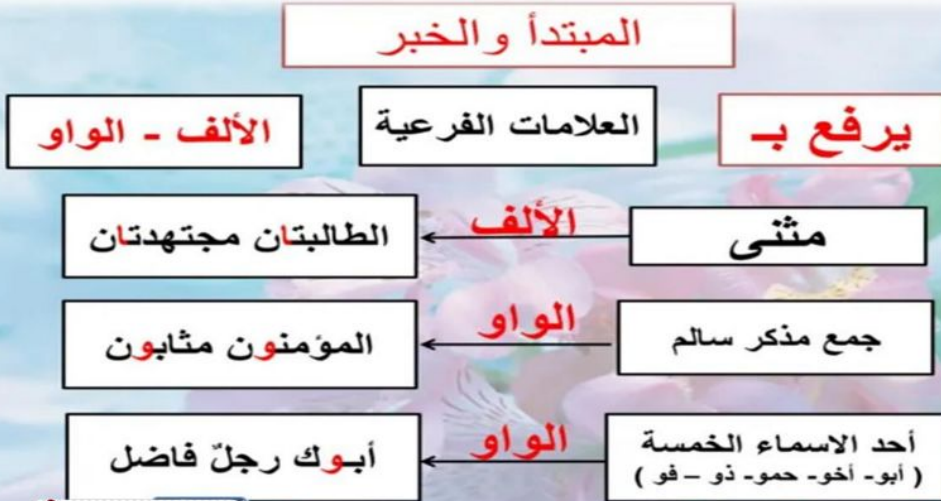 المبتدأ والخبر
يرفع بـ
العلامات الفرعية
الألف - الواو
مثنى
الألف
الطالبتان مجتهدتان
جمع مذكر سالم
الواو
المؤمنون مثابون
أحد الاسماء الخمسة
( أبو- أخو- حمو- ذو – فو )
الواو
أبوك رجلٌ فاضل